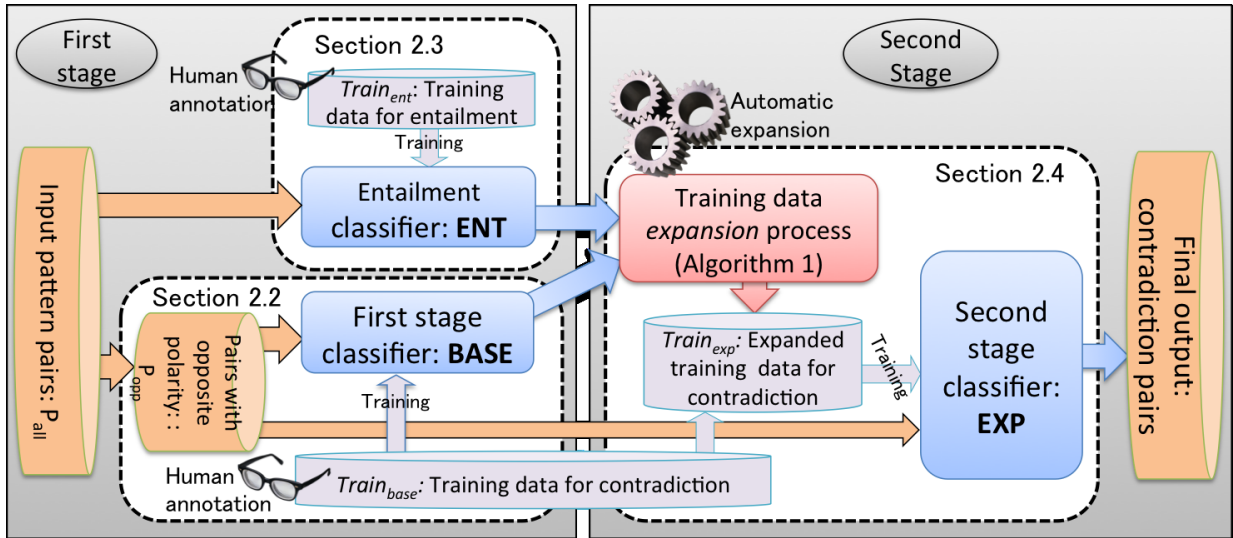 First
stage
Section 2.3
Human
annotation
Train_ent: Training
data for entailment
Training
Entailment
classifier: ENT
Input pattern pairs: P_all
Section 2.2
Pairs with
opposite
polarity::
P_opp
First stage
classifier: BASE
Training
Human
annotation
Train_base: Training data for contradiction
Second
Stage
Automatic
expansion
Section 2.4
Training data
expansion process
(Algorithm 1)
Train_exp: Expanded
training data for
contradiction
Training
Second
stage
classifier:
EXP
Final output:
contradiction pairs